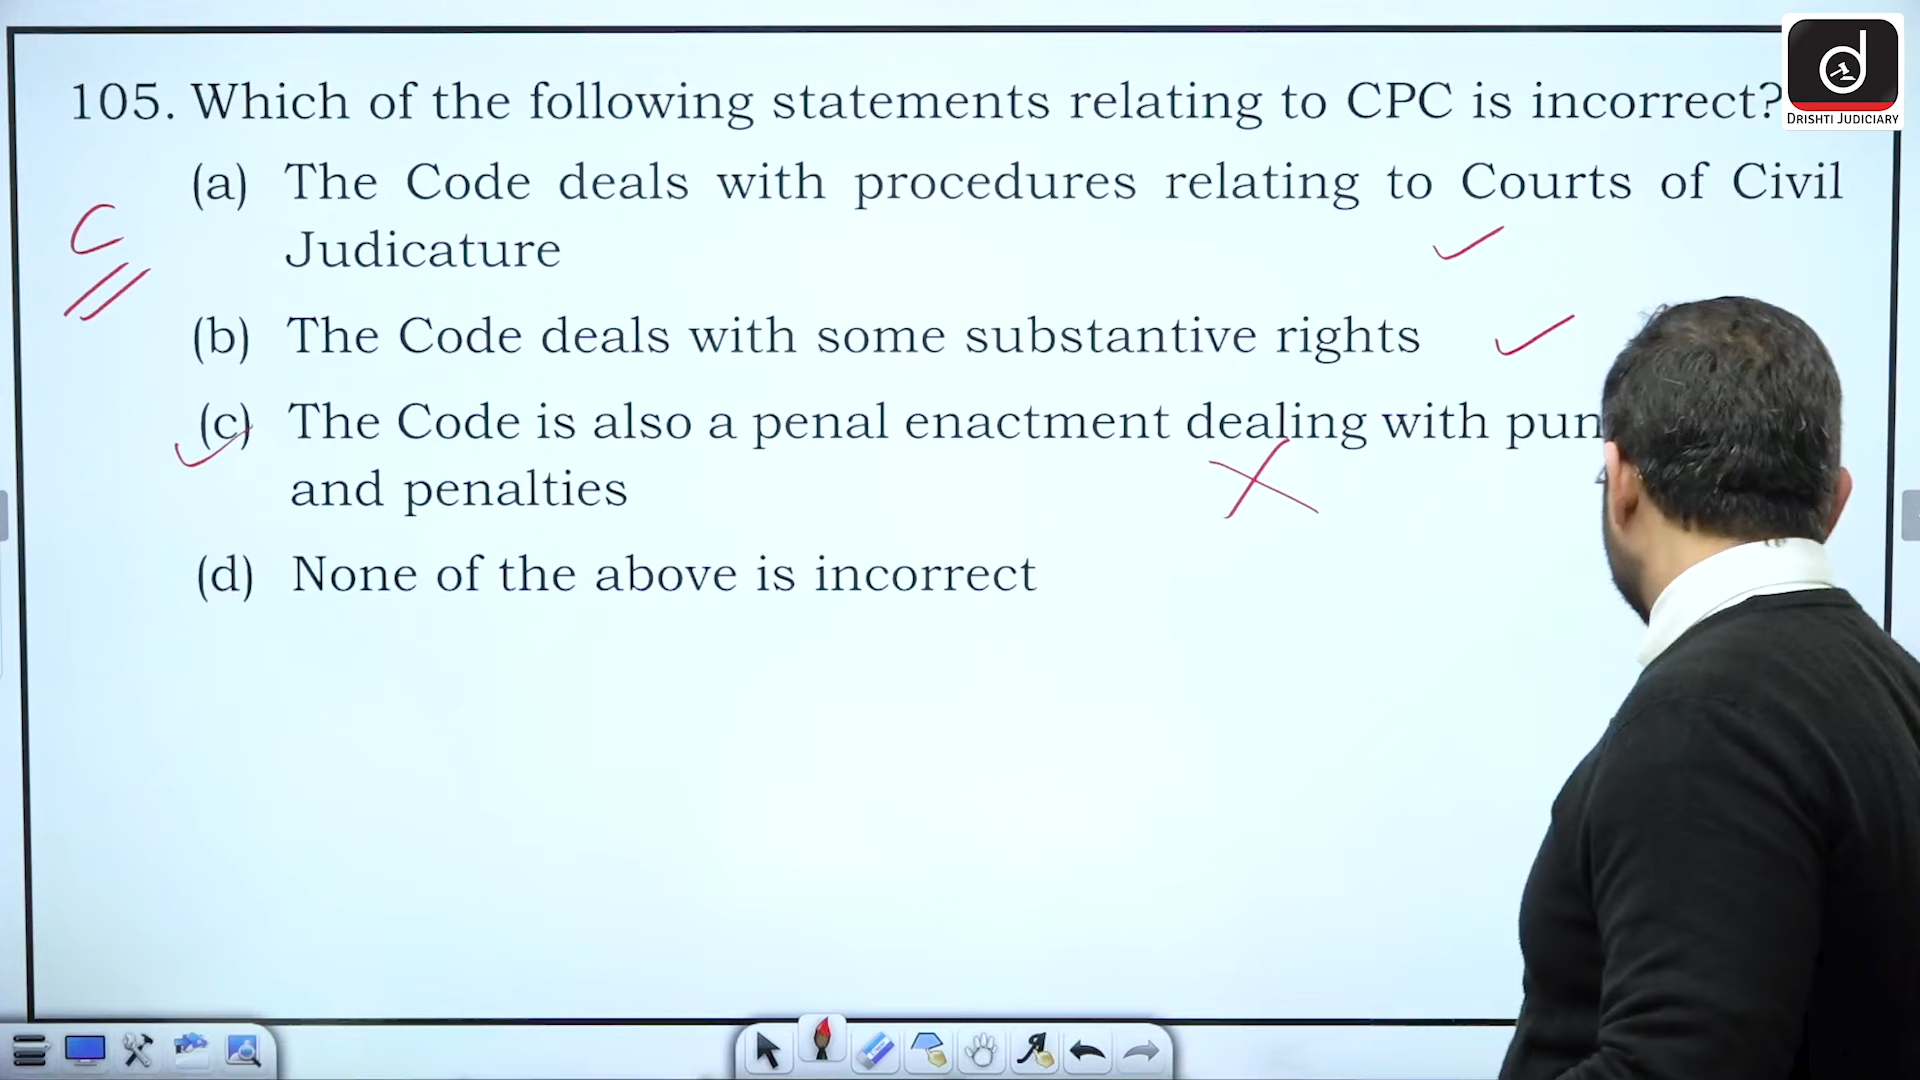 105. Which of the following statements relating to CPC is incorrect?
DRISHTI JUDICIARY
(a) The Code deals with procedures relating to Courts of Civil
Judicature
C
(b) The Code deals with some substantive rights
(c) The Code is also a penal enactment dealing with pun
and penalties
(d) None of the above is incorrect